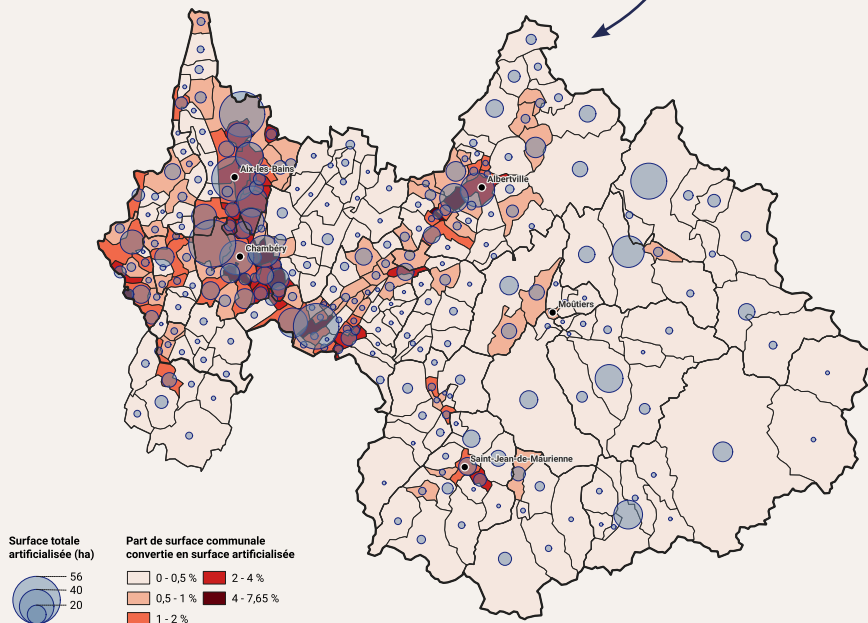 Aix-les-Bains
Albertville
Chambéry
Moûtiers
Saint-Jean-de-Maurienne
Surface totale
artificialisée (ha)
56
40
20
Part de surface communale
convertie en surface artificialisée
0 - 0,5 %
2 - 4 %
0,5 - 1 %
4 - 7,65 %
1 - 2 %